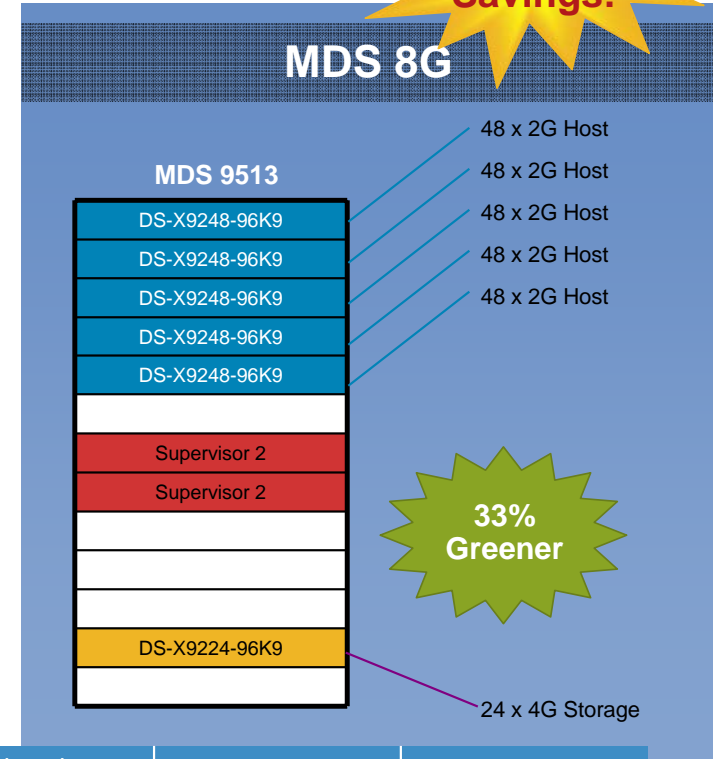 Savings!
MDS 8G
48 x 2G Host
MDS 9513
48 x 2G Host
DS-X9248-96K9
48 x 2G Host
DS-X9248-96K9
48 x 2G Host
DS-X9248-96K9
48 x 2G Host
DS-X9248-96K9
DS-X9248-96K9
Supervisor 2
Supervisor 2
33%
Greener
DS-X9224-96K9
24 x 4G Storage